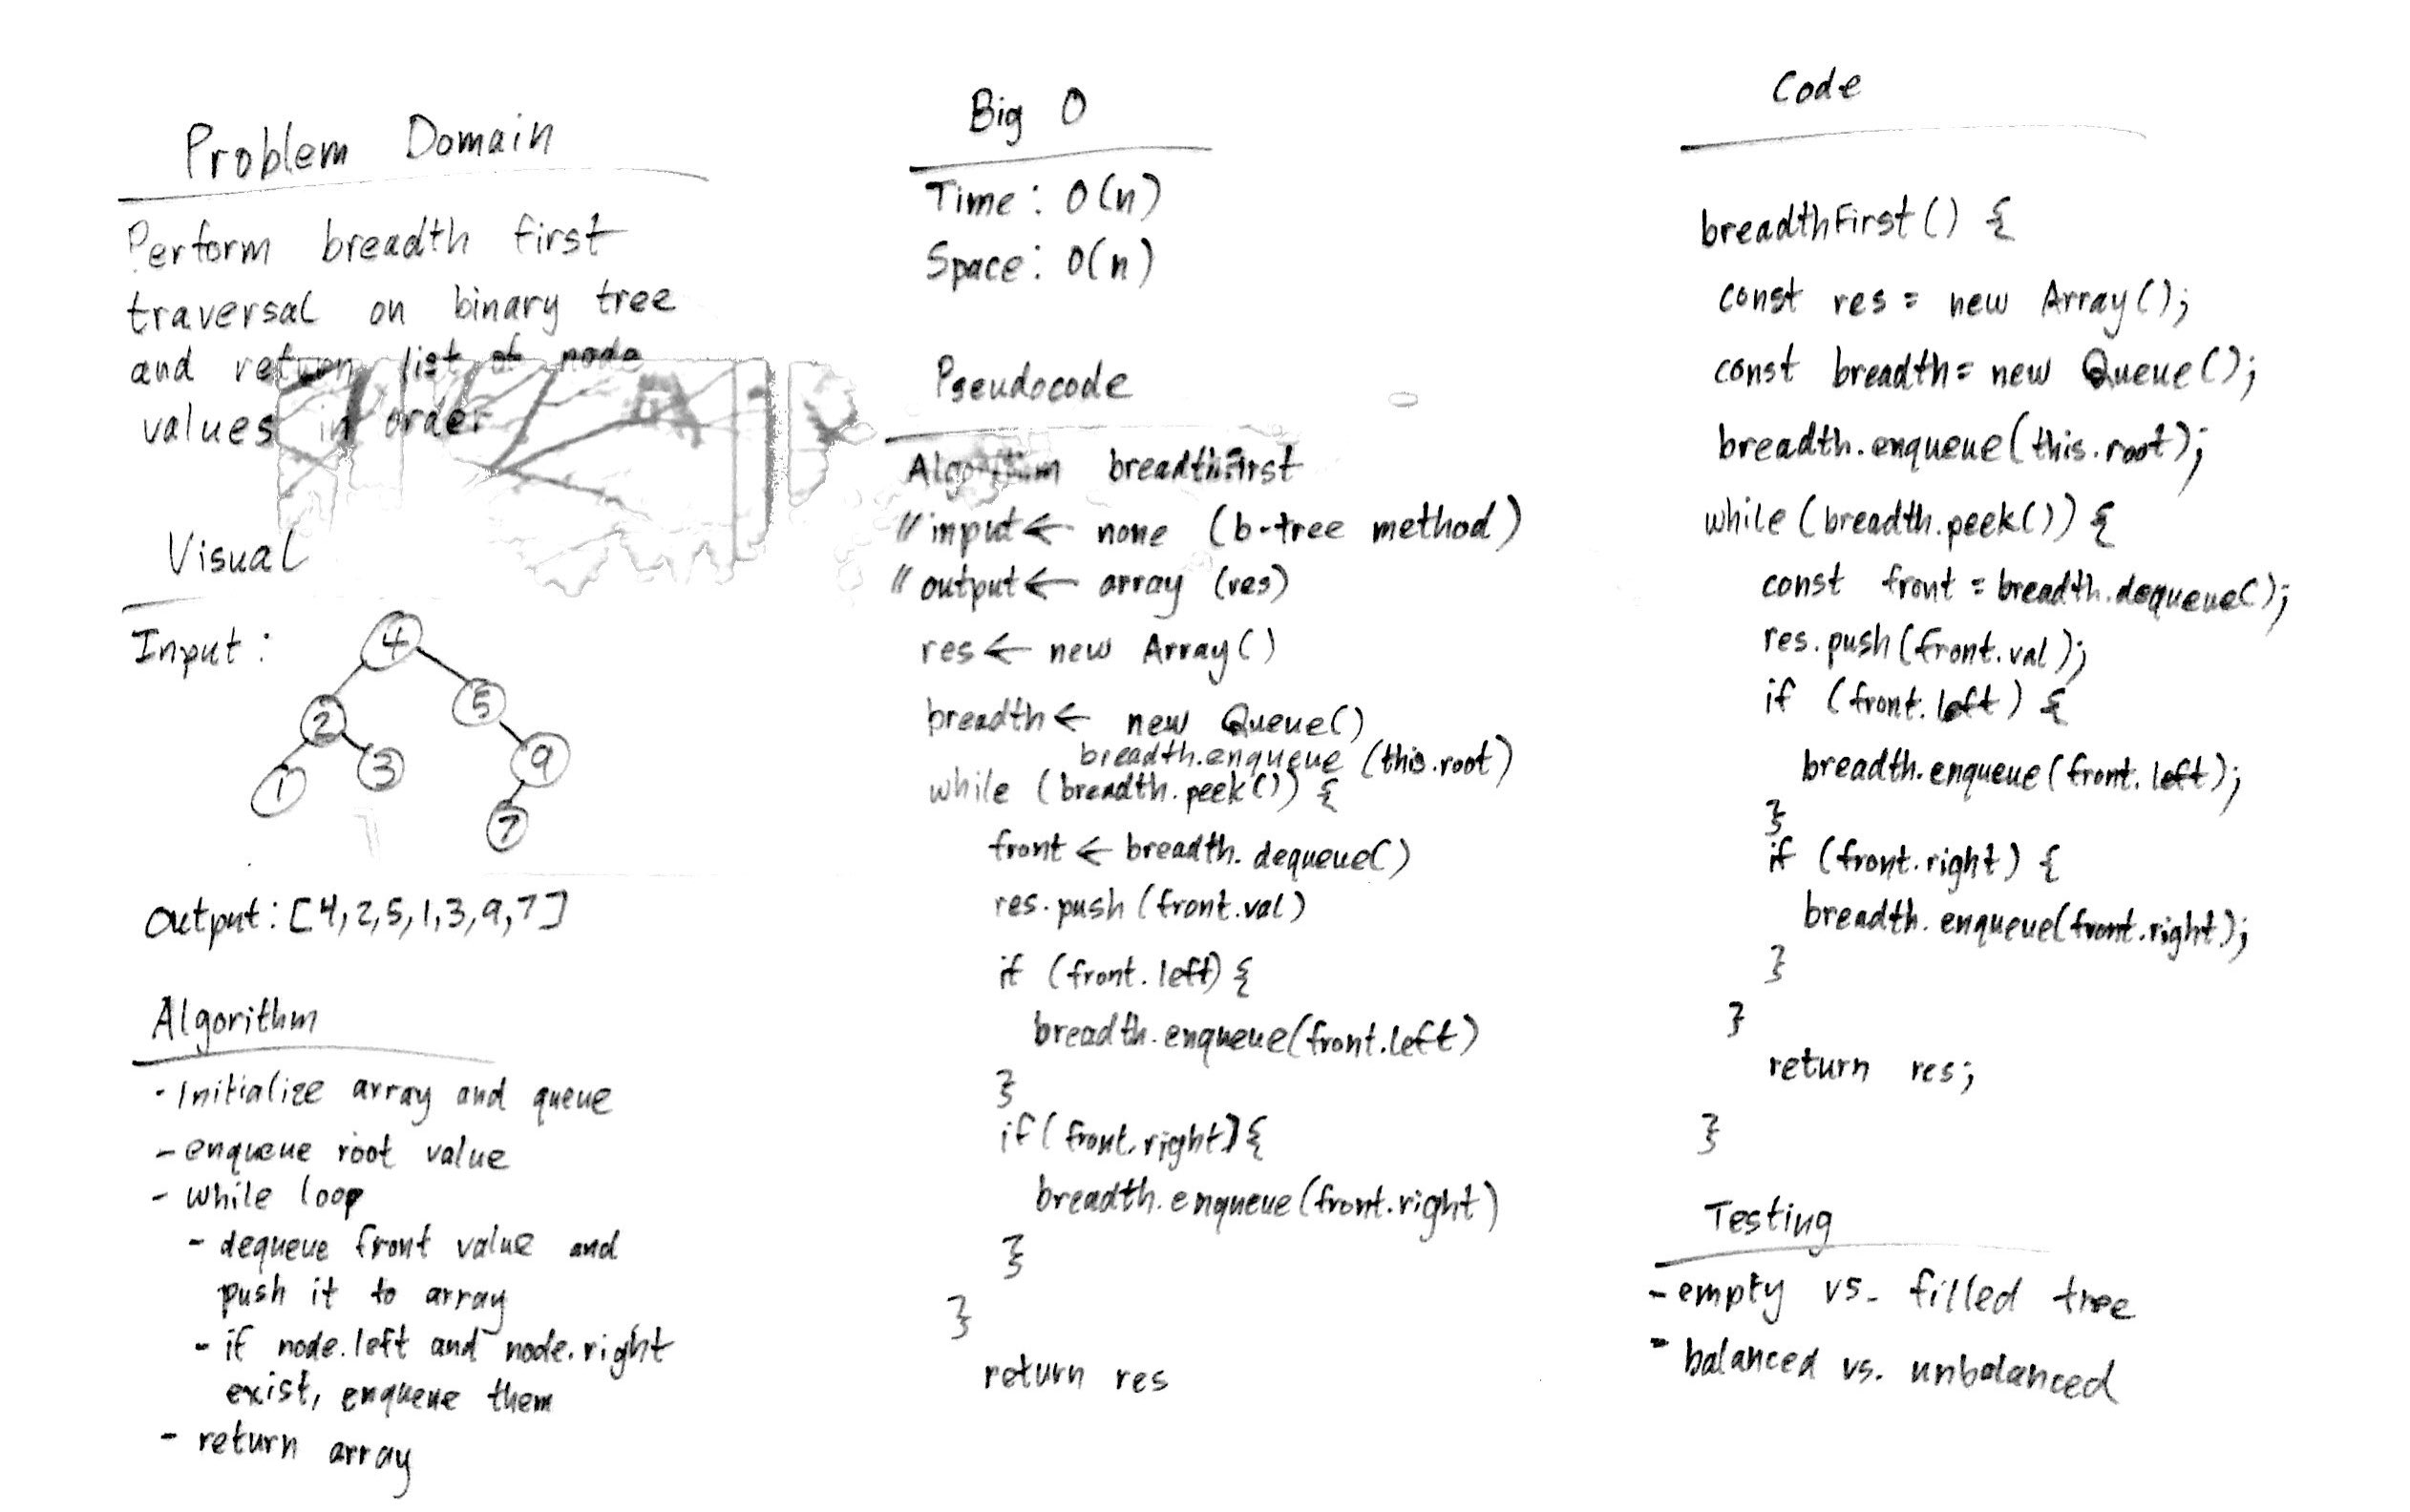 Problem Domain
Perform breadth first
traversal on binary tree
and return list of node
values in order
Visual
Input:
4
2 5
1 3 9
7
Output: [4,2,5,1,3,9,7]
Algorithm
- Initialize array and queue
- enqueue root value
- while loop
- dequeue front value and
push it to array
- if node.left and node.right
exist, enqueue them
- return array
Big O
Time: O(n)
Space: O(n)
Pseudocode
Algorithm breadthFirst
// input ← none (b-tree method)
// output ← array (res)
res ← new Array()
breadth ← new Queue()
breadth.enqueue (this.root)
while (breadth.peek()) {
front ← breadth.dequeue()
res.push (front.val)
if (front.left) {
breadth.enqueue(front.left)
}
if (front.right) {
breadth.enqueue(front.right)
}
}
return res
Code
breadthFirst() {
const res = new Array();
const breadth = new Queue();
breadth.enqueue(this.root);
while (breadth.peek()) {
const front = breadth.dequeue();
res.push(front.val);
if (front.left) {
breadth.enqueue(front.left);
}
if (front.right) {
breadth.enqueue(front.right);
}
}
return res;
}
Testing
- empty vs. filled tree
- balanced vs. unbalanced